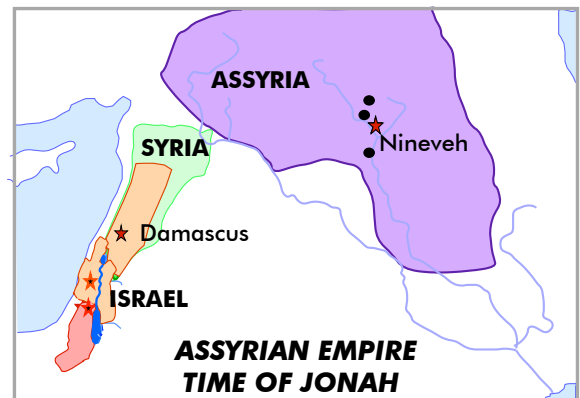 ASSYRIA
Nineveh
SYRIA
Damascus
ISRAEL
ASSYRIAN EMPIRE
TIME OF JONAH